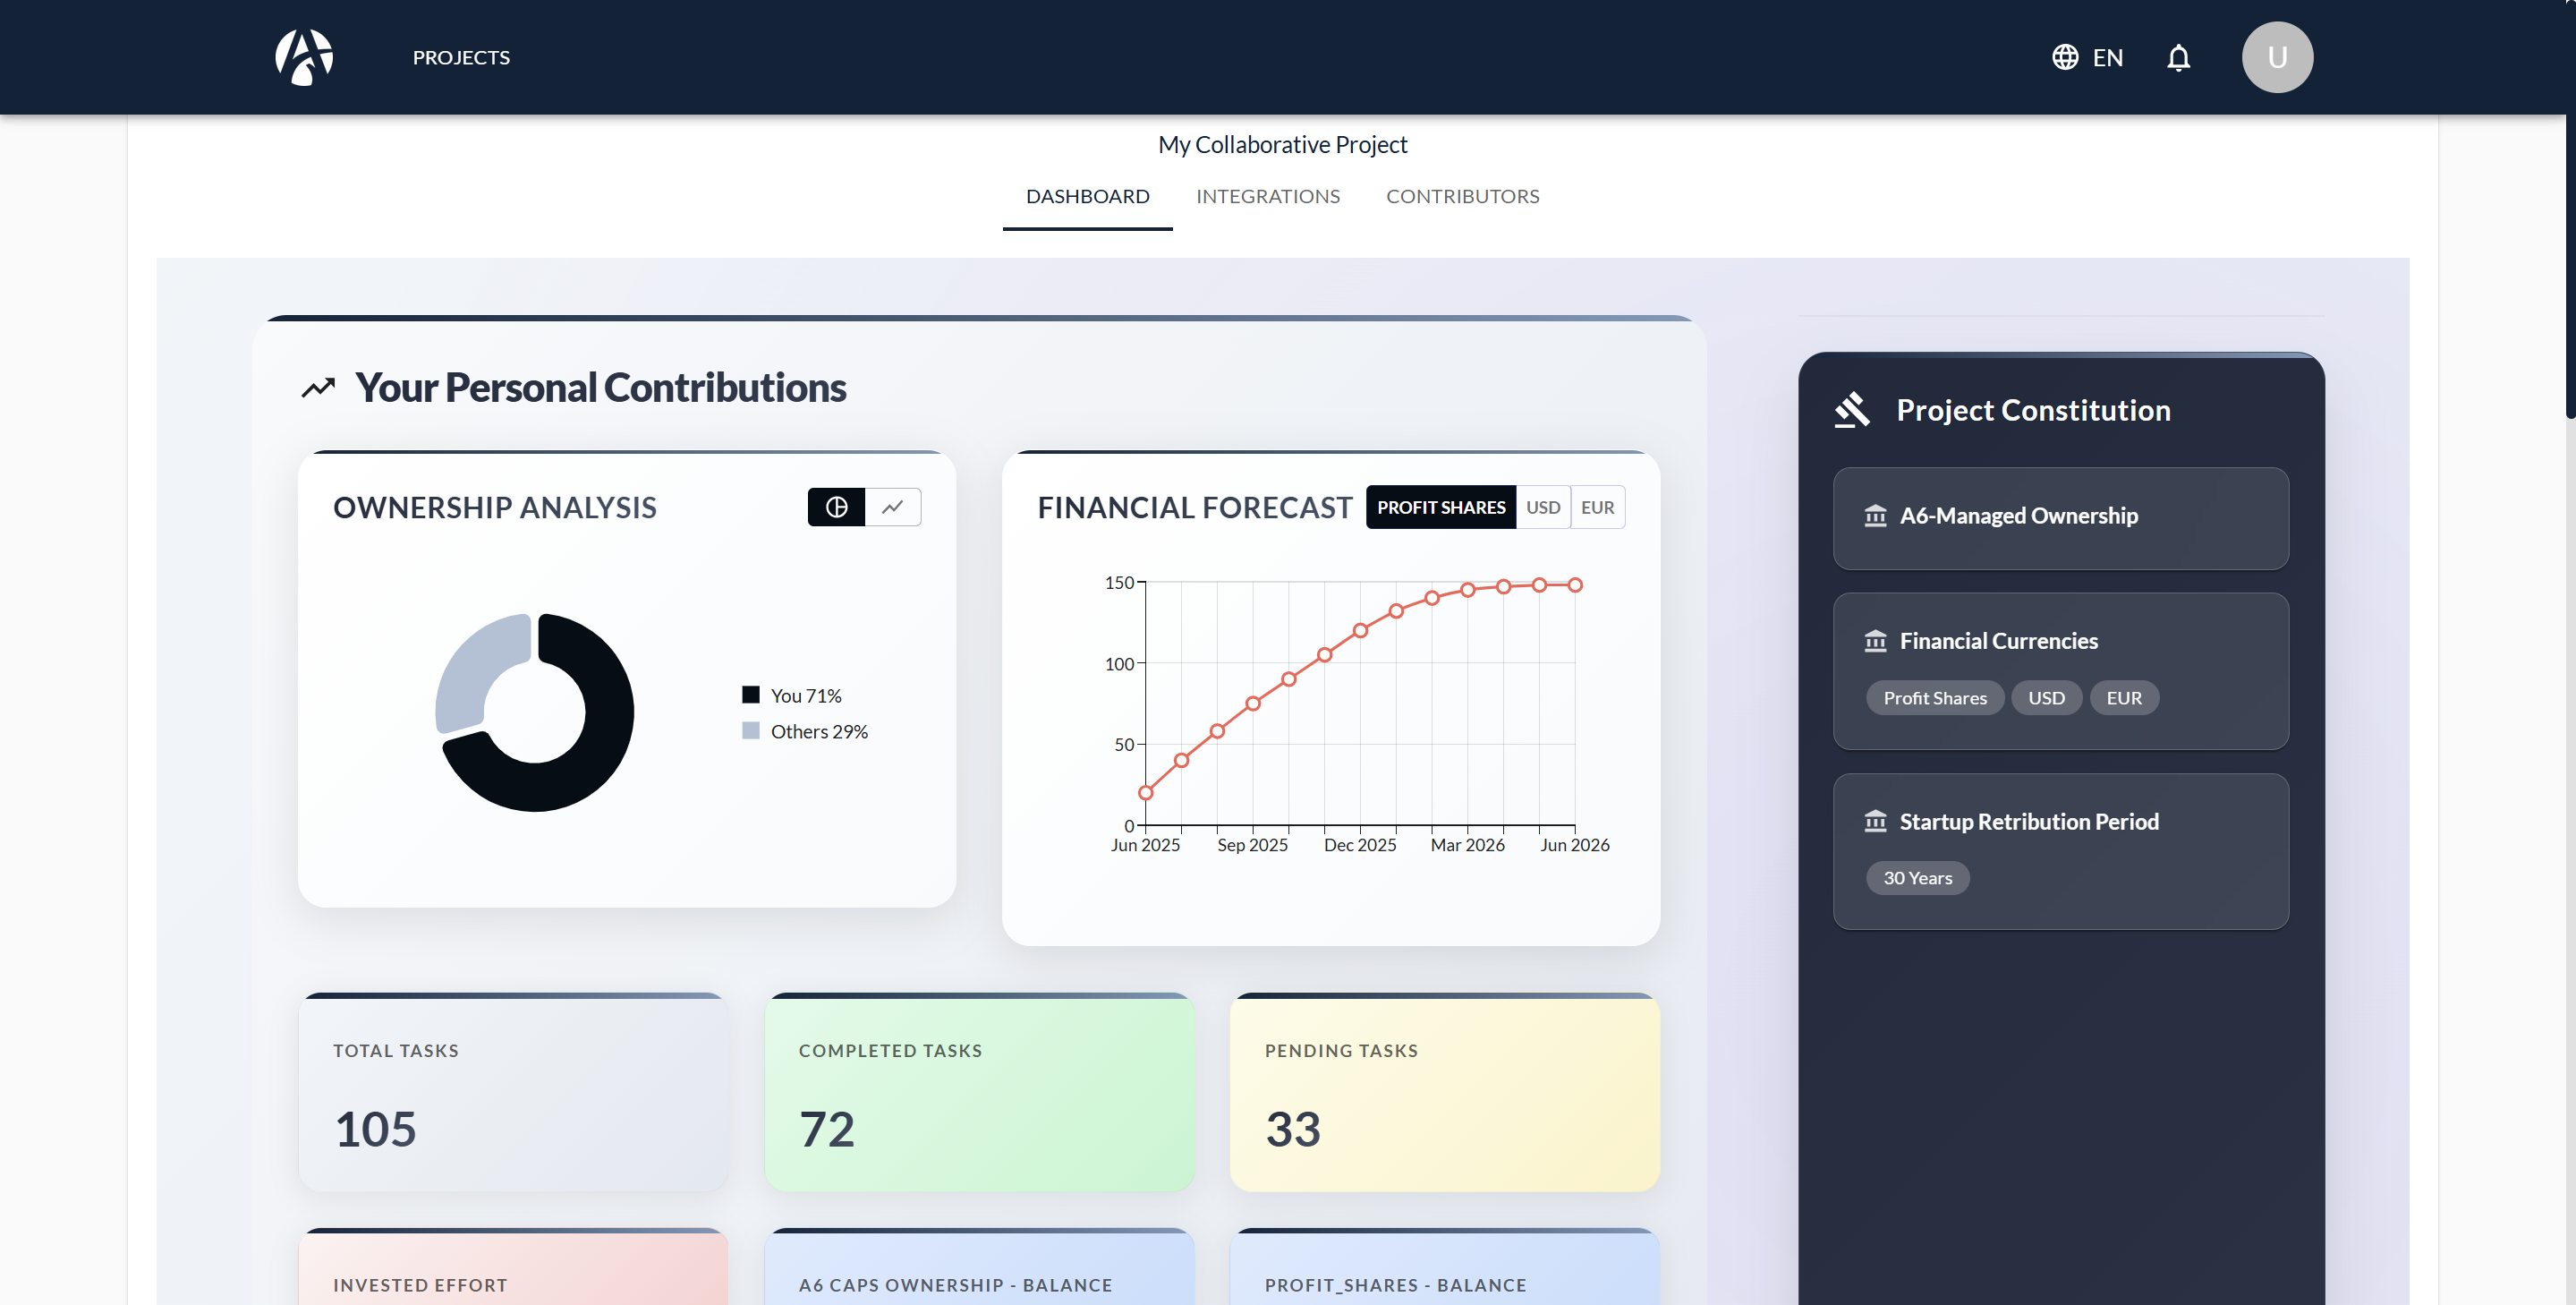 PROJECTS
EN
U
My Collaborative Project
DASHBOARD
INTEGRATIONS
CONTRIBUTORS
Your Personal Contributions
OWNERSHIP ANALYSIS
You 71%
Others 29%
FINANCIAL FORECAST
PROFIT SHARES
USD
EUR
150
100
50
0
Jun 2025
Sep 2025
Dec 2025
Mar 2026
Jun 2026
TOTAL TASKS
105
COMPLETED TASKS
72
PENDING TASKS
33
INVESTED EFFORT
A6 CAPS OWNERSHIP - BALANCE
PROFIT_SHARES - BALANCE
Project Constitution
A6-Managed Ownership
Financial Currencies
Profit Shares
USD
EUR
Startup Retribution Period
30 Years